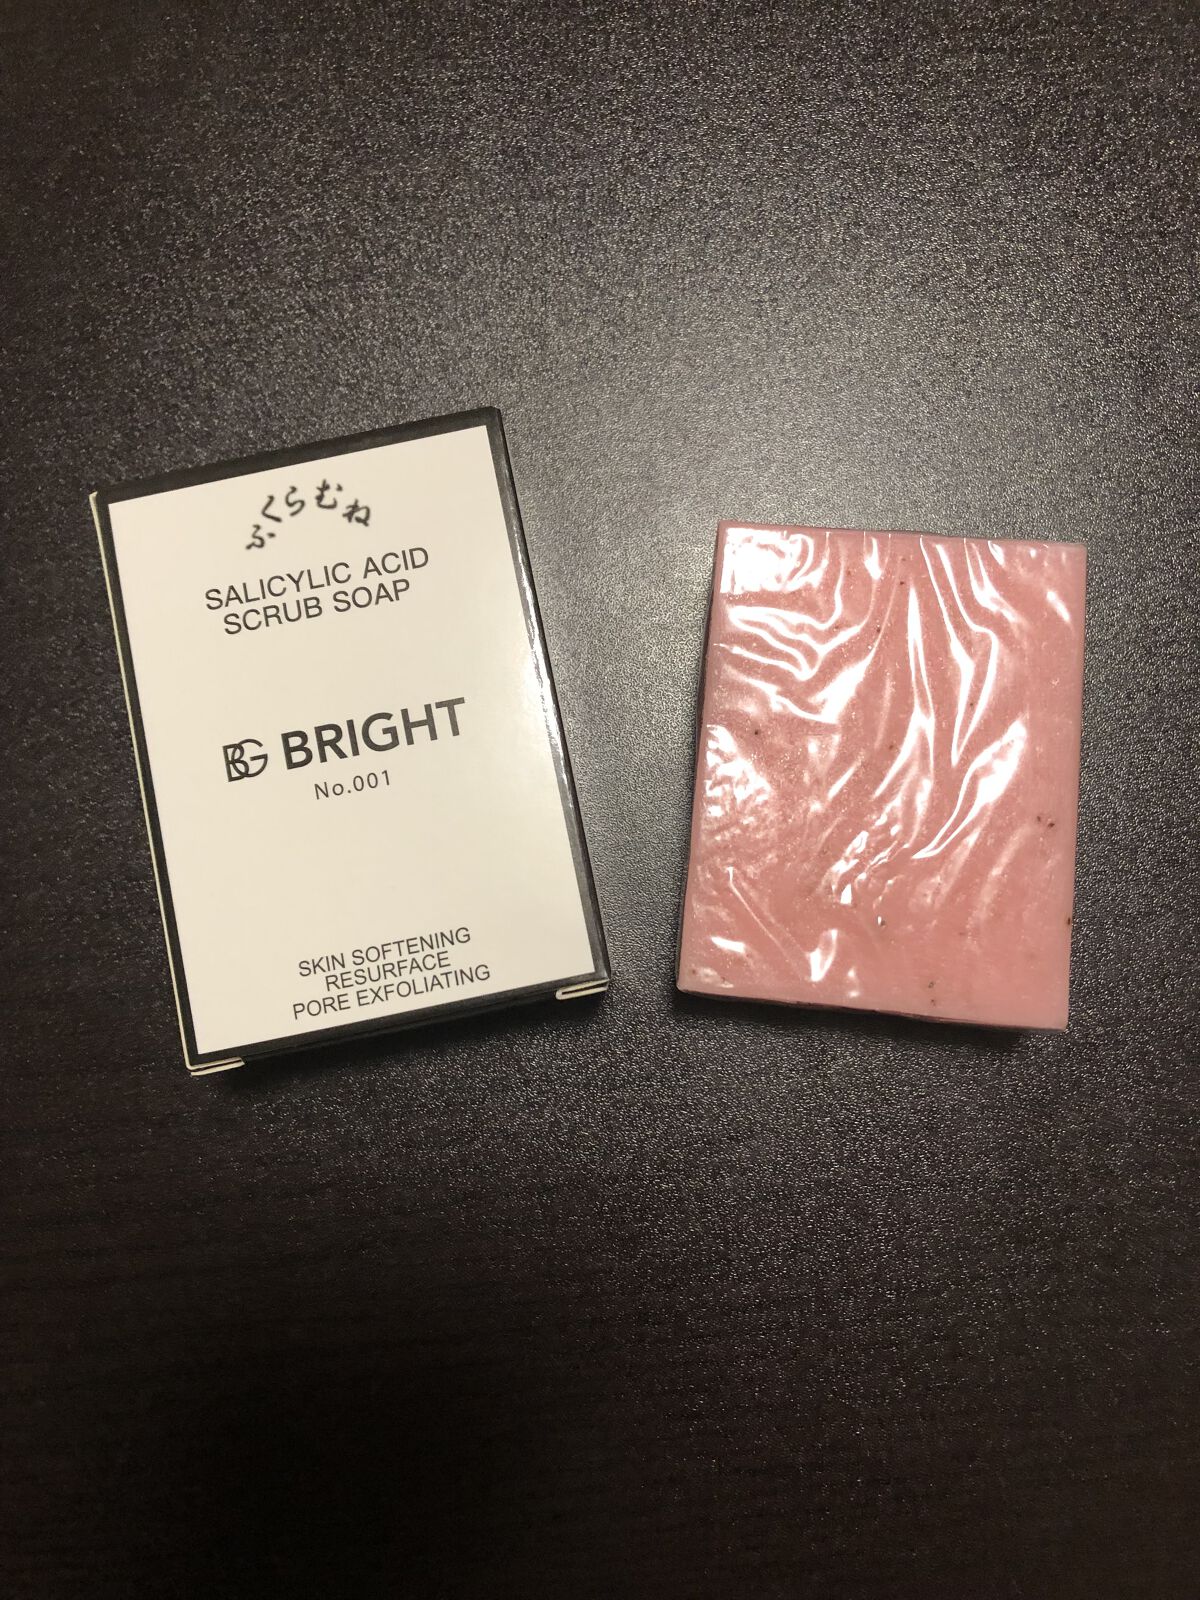 ふくらむね
SALICYLIC ACID
SCRUB SOAP
BG BRIGHT
No.001
SKIN SOFTENING
RESURFACE
PORE EXFOLIATING